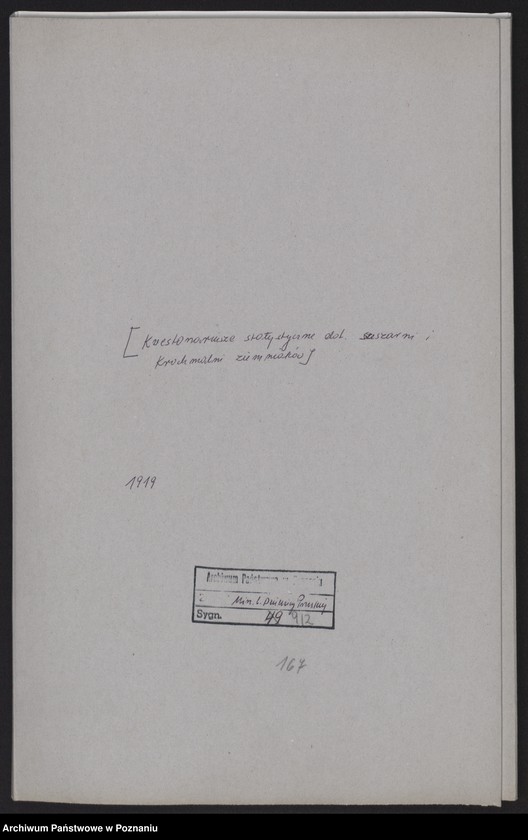 [Kwestionariusze statystyczne dot. suszarni i
krochmalni ziemniaków]
1919
Archiwum Państwowe w Poznaniu
Min. b. Dzielnicy Pruskiej
Sygn. 49 912
167
Archiwum Państwowe w Poznaniu